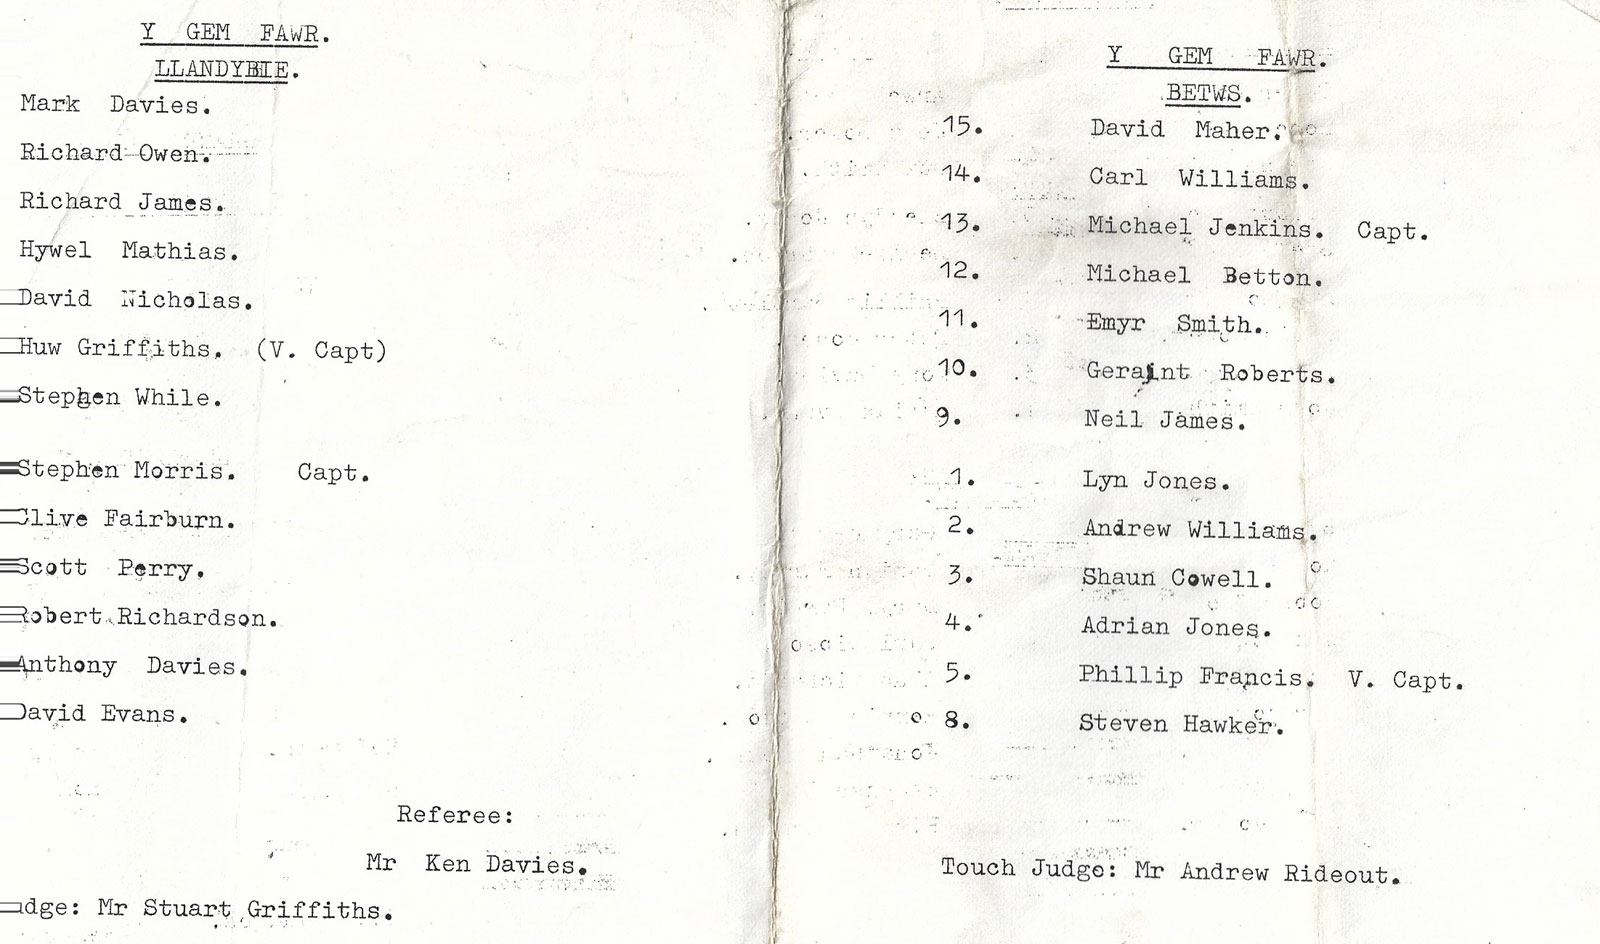 Y GEM FAWR.
LLANDYBIE.
Mark Davies.
Richard Owen.
Richard James.
Hywel Mathias.
David Nicholas.
Huw Griffiths. (V. Capt)
Stephen While.
Stephen Morris. Capt.
Clive Fairburn.
Scott Perry.
Robert Richardson.
Anthony Davies.
David Evans.
Referee:
Mr Ken Davies.
udge: Mr Stuart Griffiths.
Y GEM FAWR.
BETWS.
15. David Maher.
14. Carl Williams.
13. Michael Jenkins. Capt.
12. Michael Betton.
11. Emyr Smith.
10. Geraint Roberts.
9. Neil James.
1. Lyn Jones.
2. Andrew Williams.
3. Shaun Cowell.
4. Adrian Jones.
5. Phillip Francis. V. Capt.
8. Steven Hawker.
Touch Judge: Mr Andrew Rideout.